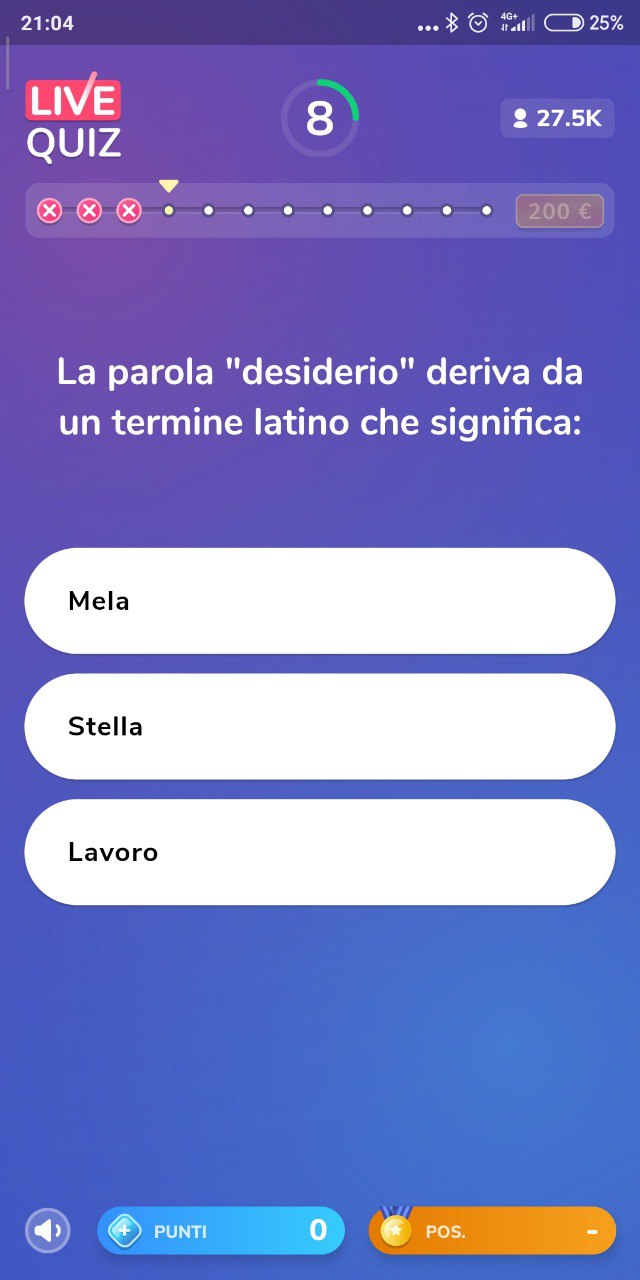 21:04
4G+
25%
LIVE
QUIZ
8
27.5K
200 €
La parola "desiderio" deriva da
un termine latino che significa:
Mela
Stella
Lavoro
PUNTI 0
POS. -